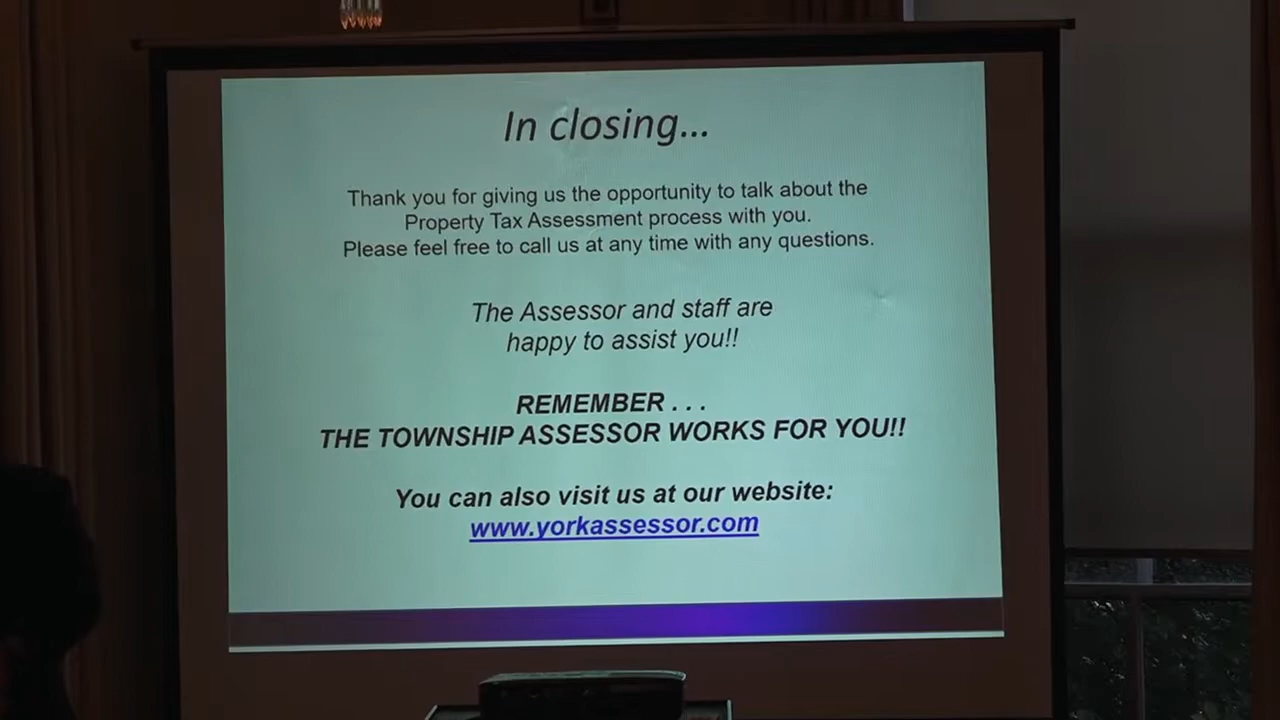 In closing...
Thank you for giving us the opportunity to talk about the
Property Tax Assessment process with you.
Please feel free to call us at any time with any questions.
The Assessor and staff are
happy to assist you!!
REMEMBER . . .
THE TOWNSHIP ASSESSOR WORKS FOR YOU!!
You can also visit us at our website:
www.yorkassessor.com